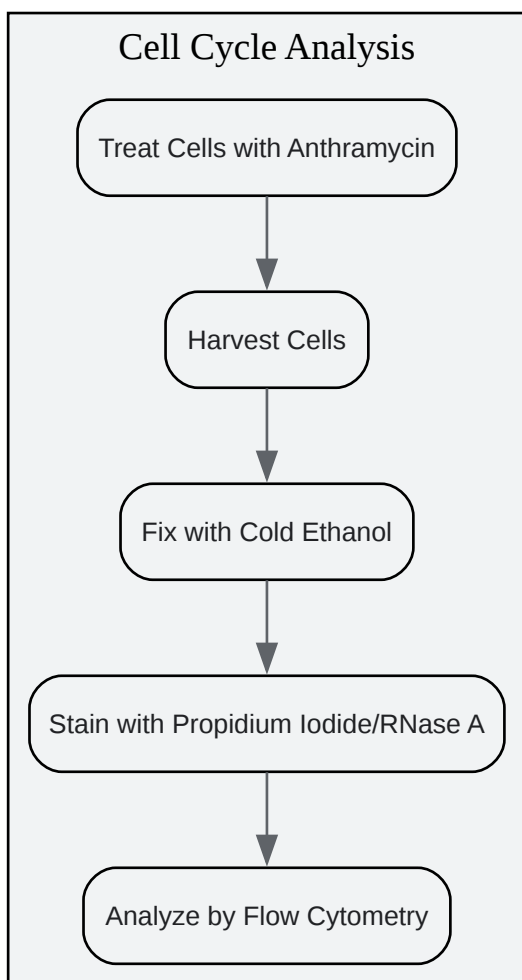 Cell Cycle Analysis
Treat Cells with Anthramycin
Harvest Cells
Fix with Cold Ethanol
Stain with Propidium Iodide/RNase A
Analyze by Flow Cytometry